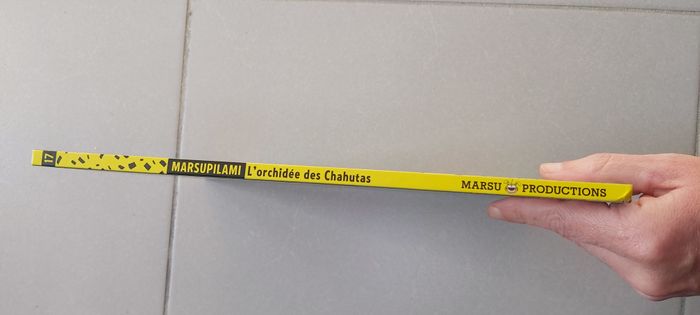 17 MARSUPILAMI L'orchidée des Chahutas MARSU PRODUCTIONS